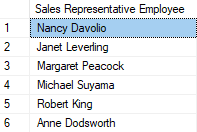 Sales Representative Employee
1 Nancy Davolio
2 Janet Leverling
3 Margaret Peacock
4 Michael Suyama
5 Robert King
6 Anne Dodsworth